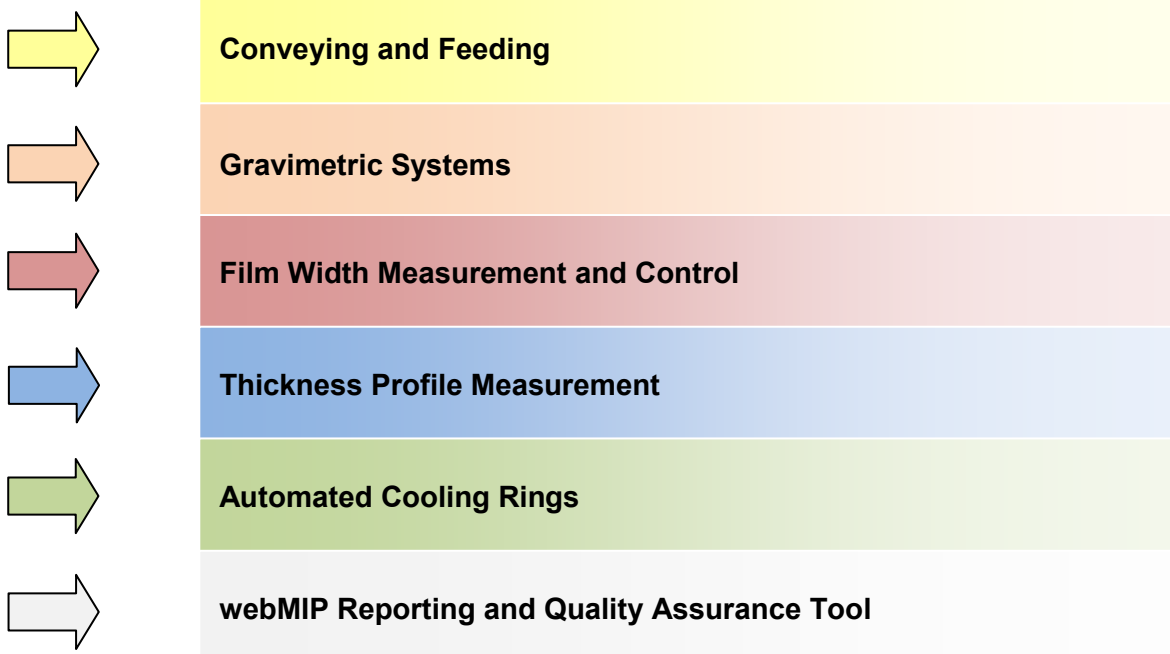 Conveying and Feeding
Gravimetric Systems
Film Width Measurement and Control
Thickness Profile Measurement
Automated Cooling Rings
webMIP Reporting and Quality Assurance Tool